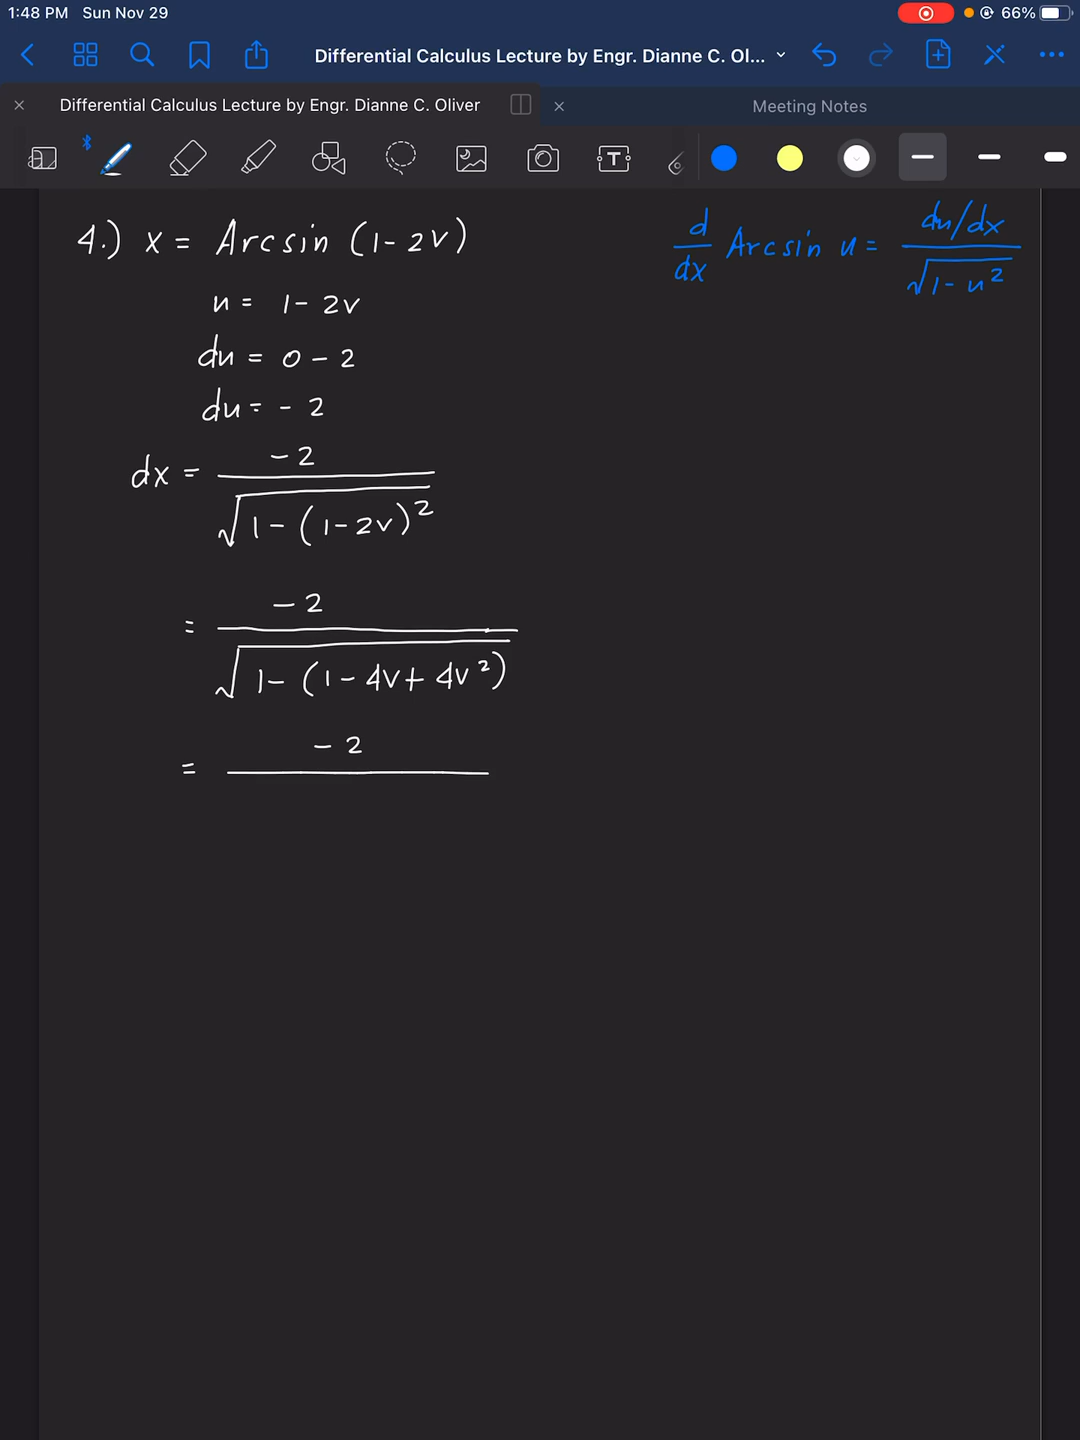 1:48 PM Sun Nov 29 66%
Differential Calculus Lecture by Engr. Dianne C. Ol...
Differential Calculus Lecture by Engr. Dianne C. Oliver Meeting Notes
T
4.) x = Arcsin (1 - 2v)
d/dx Arcsin u = (du/dx)/√(1 - u²)
u = 1 - 2v
du = 0 - 2
du = - 2
dx = -2/√(1 - (1 - 2v)²)
= -2/√(1 - (1 - 4v + 4v²))
= -2